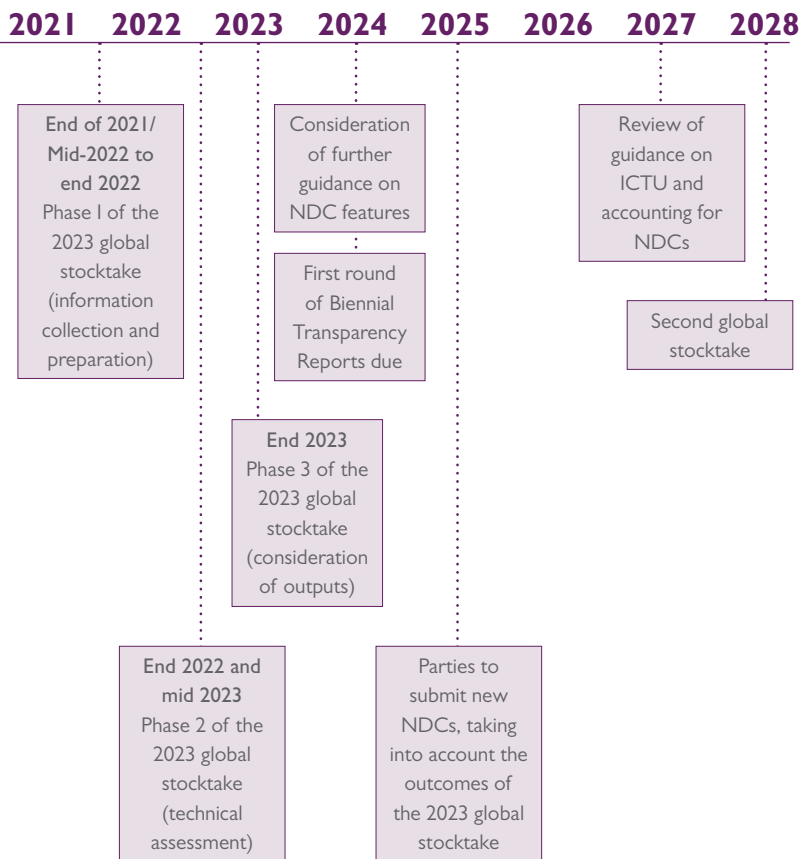 2021 2022 2023 2024 2025 2026 2027 2028
End of 2021/
Mid-2022 to
end 2022
Phase I of the
2023 global
stocktake
(information
collection and
preparation)
Consideration
of further
guidance on
NDC features
First round
of Biennial
Transparency
Reports due
Review of
guidance on
ICTU and
accounting for
NDCs
Second global
stocktake
End 2023
Phase 3 of the
2023 global
stocktake
(consideration
of outputs)
End 2022 and
mid 2023
Phase 2 of the
2023 global
stocktake
(technical
assessment)
Parties to
submit new
NDCs, taking
into account the
outcomes of
the 2023 global
stocktake